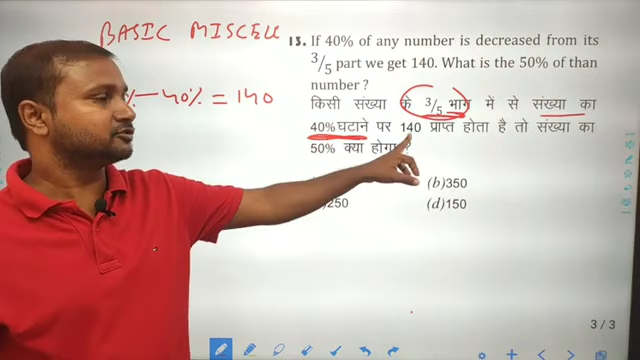 BASIC MISCELL
% - 40% = 140
13. If 40% of any number is decreased from its
3/5 part we get 140. What is the 50% of than
number ?
किसी संख्या के 3/5 भाग में से संख्या का
40% घटाने पर 140 प्राप्त होता है तो संख्या का
50% क्या होगा ?
(b)350
)250
(d)150
3 / 3